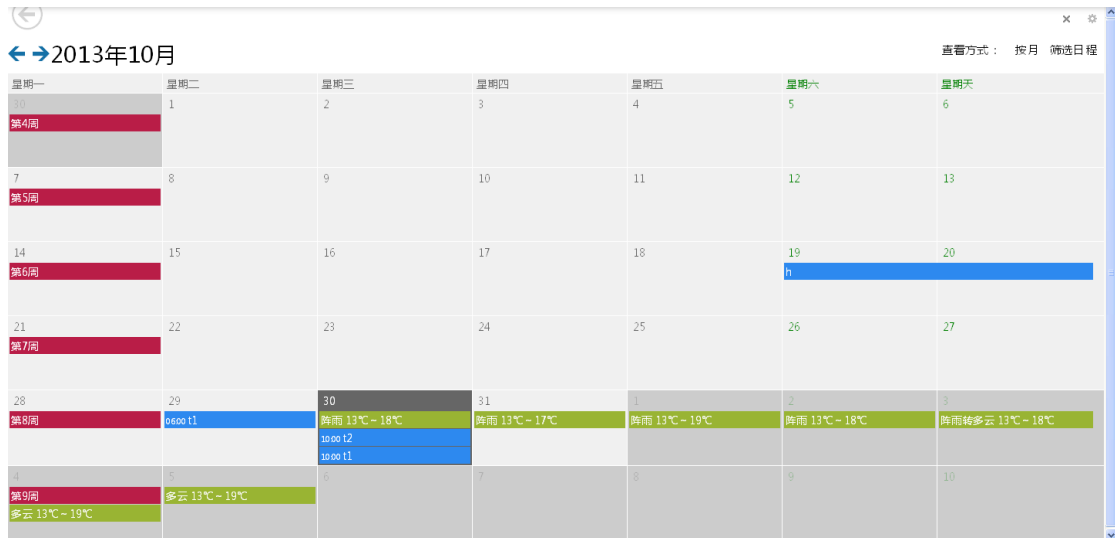 2013年10月
查看方式： 按月 筛选日程
星期一 星期二 星期三 星期四 星期五 星期六 星期天
30 1 2 3 4 5 6
第4周
7 8 9 10 11 12 13
第5周
14 15 16 17 18 19 20
第6周 h
21 22 23 24 25 26 27
第7周
28 29 30 31 1 2 3
第8周 06:00 t1 阵雨 13℃ ~ 18℃ 阵雨 13℃ ~ 17℃ 阵雨 13℃ ~ 19℃ 阵雨 13℃ ~ 18℃ 阵雨转多云 13℃ ~ 18℃
10:00 t2
10:00 t1
4 5 6 7 8 9 10
第9周 多云 13℃ ~ 19℃
多云 13℃ ~ 19℃